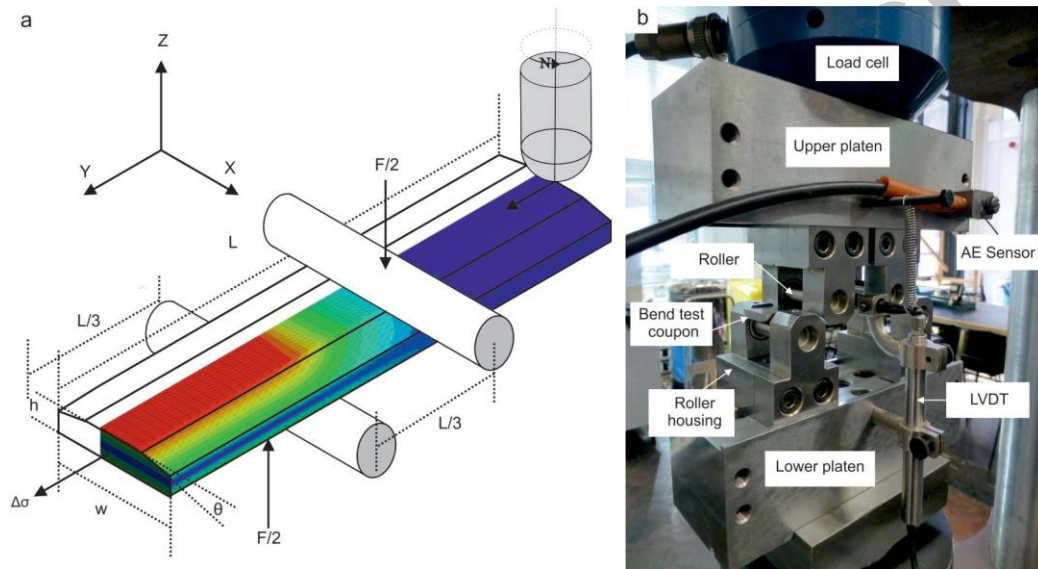 a
Z
Y
X
N
F/2
L
L/3
h
L/3
Δσ
w
θ
F/2
b
Load cell
Upper platen
AE Sensor
Roller
Bend test
coupon
Roller
housing
LVDT
Lower platen